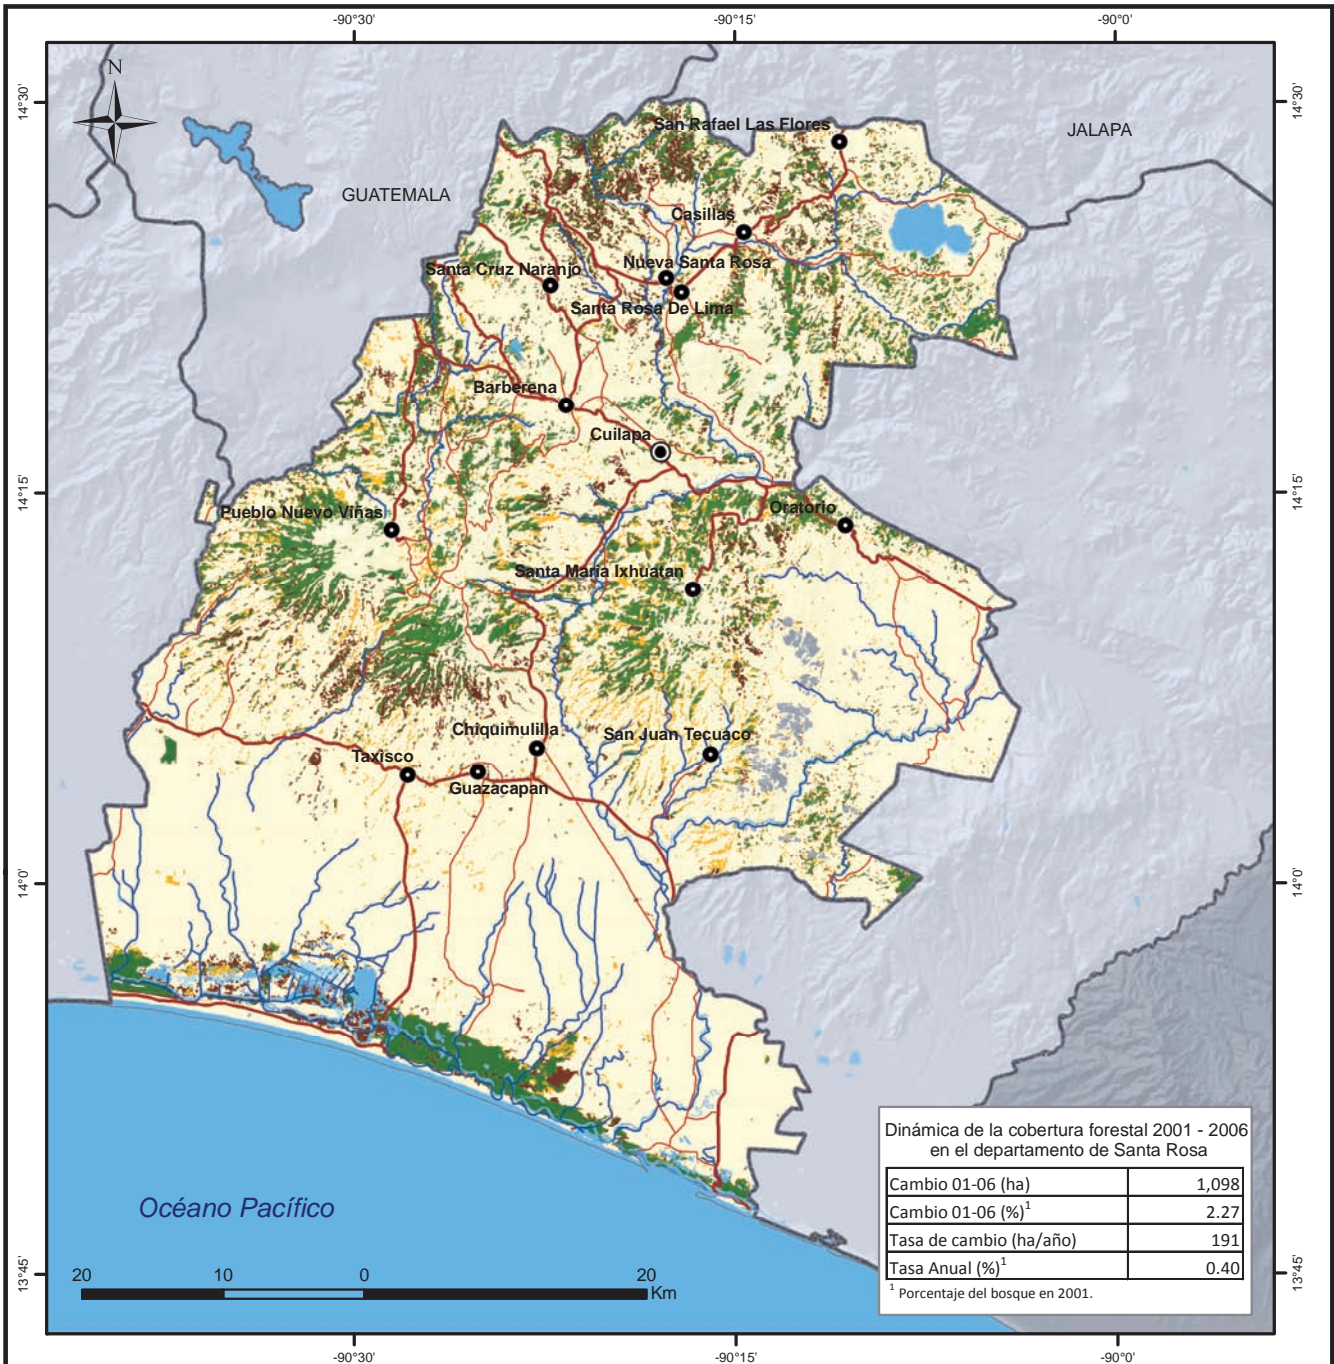 -90°30'
-90°15'
-90°0'
14°30'
14°30'
N
San Rafael Las Flores
JALAPA
GUATEMALA
Casillas
Nueva Santa Rosa
Santa Cruz Naranjo
Santa Rosa De Lima
Barberena
Cuilapa
14°15'
14°15'
Pueblo Nuevo Viñas
Oratorio
Santa Maria Ixhuatan
Chiquimulilla
San Juan Tecuaco
Taxisco
Guazacapan
14°0'
14°0'
Dinámica de la cobertura forestal 2001 - 2006
en el departamento de Santa Rosa
Cambio 01-06 (ha) 1,098
Cambio 01-06 (%)1 2.27
Tasa de cambio (ha/año) 191
Tasa Anual (%)1 0.40
1 Porcentaje del bosque en 2001.
Océano Pacífico
13°45'
13°45'
20 10 0 20
Km
-90°30'
-90°15'
-90°0'